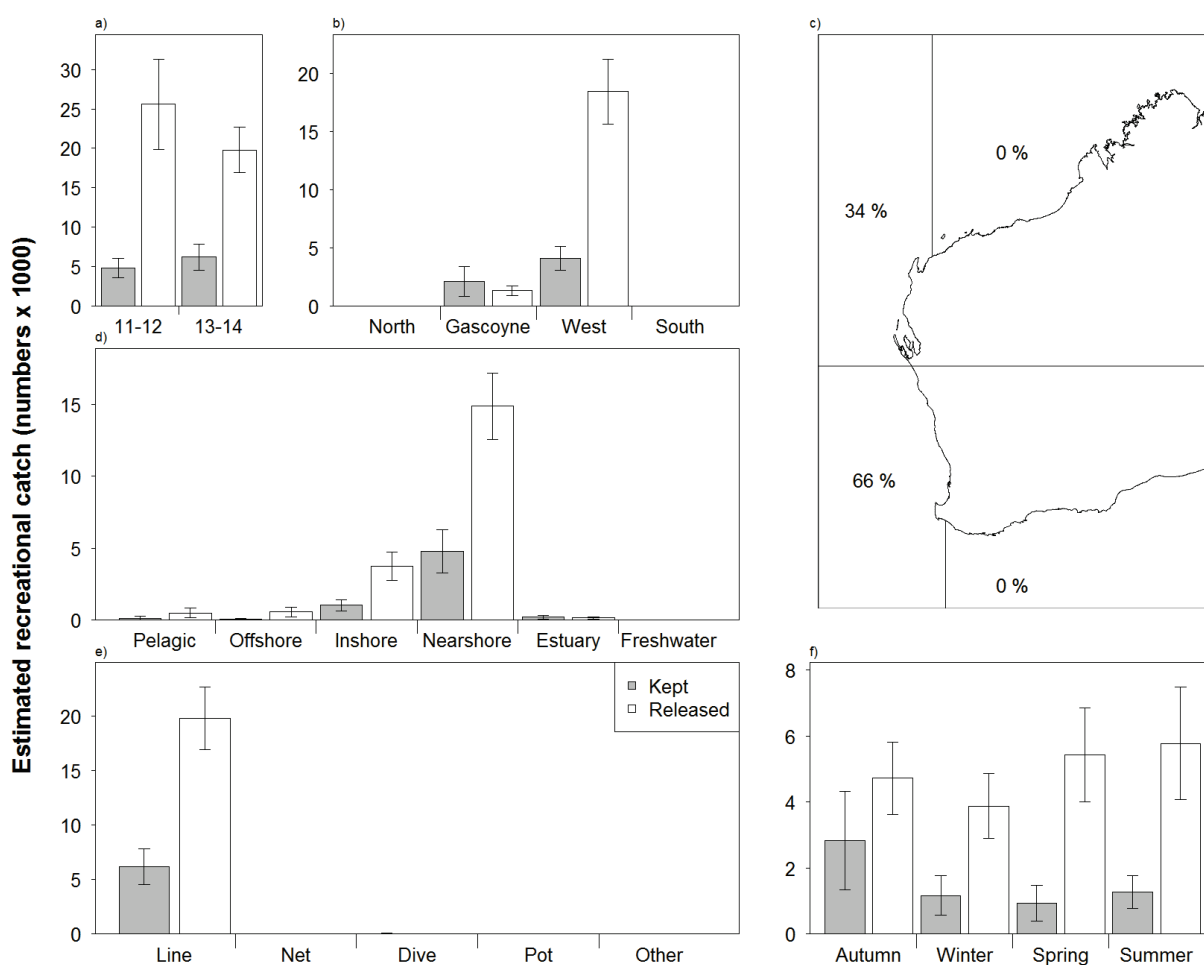 Estimated recreational catch (numbers x 1000)
a)
30
25
20
15
10
5
0
11-12 13-14
b)
20
15
10
5
0
North Gascoyne West South
c)
0 %
34 %
66 %
0 %
d)
15
10
5
0
Pelagic Offshore Inshore Nearshore Estuary Freshwater
e)
20
15
10
5
0
Line Net Dive Pot Other
Kept
Released
f)
8
6
4
2
0
Autumn Winter Spring Summer